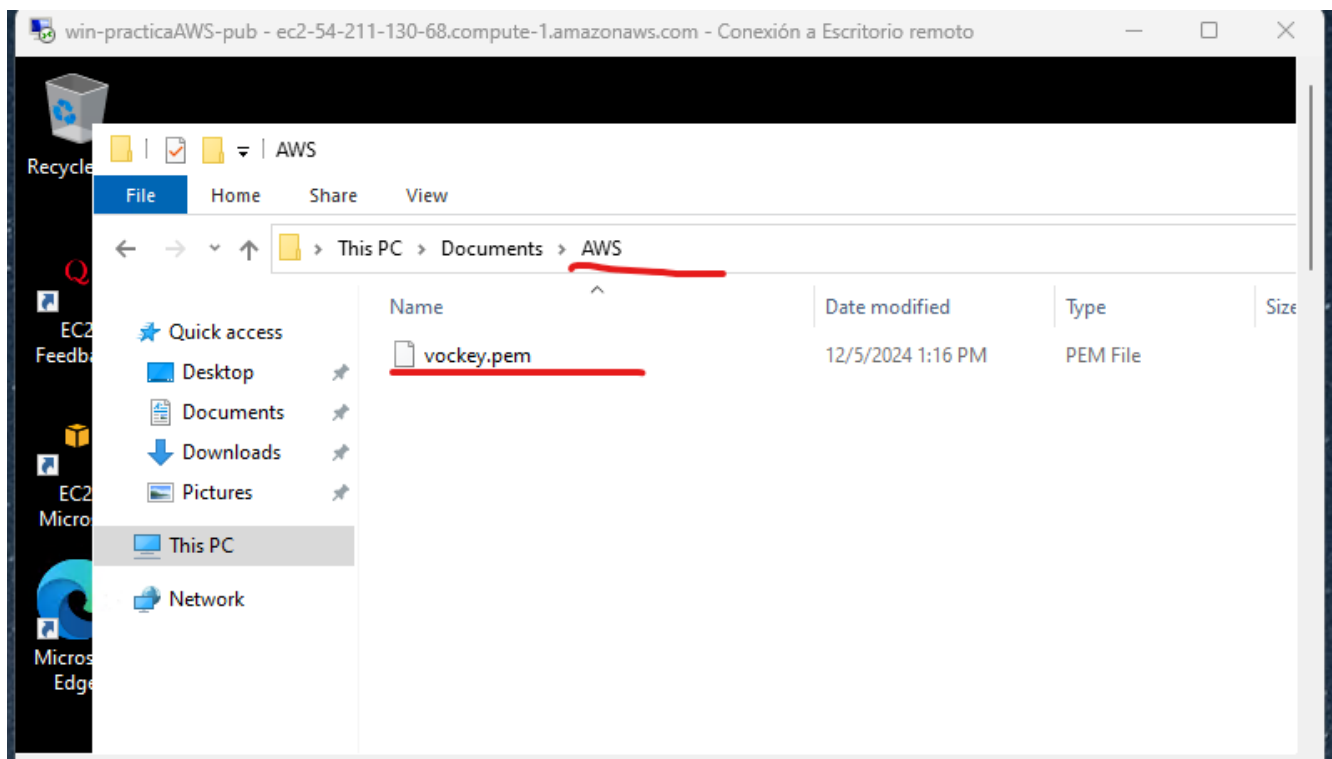 win-practicaAWS-pub - ec2-54-211-130-68.compute-1.amazonaws.com - Conexión a Escritorio remoto
Recycle
AWS
File Home Share View
This PC > Documents > AWS
Name Date modified Type Size
vockey.pem 12/5/2024 1:16 PM PEM File
Quick access
Desktop
Documents
Downloads
Pictures
This PC
Network
EC2
Feedba
EC2
Micro
Micros
Edge